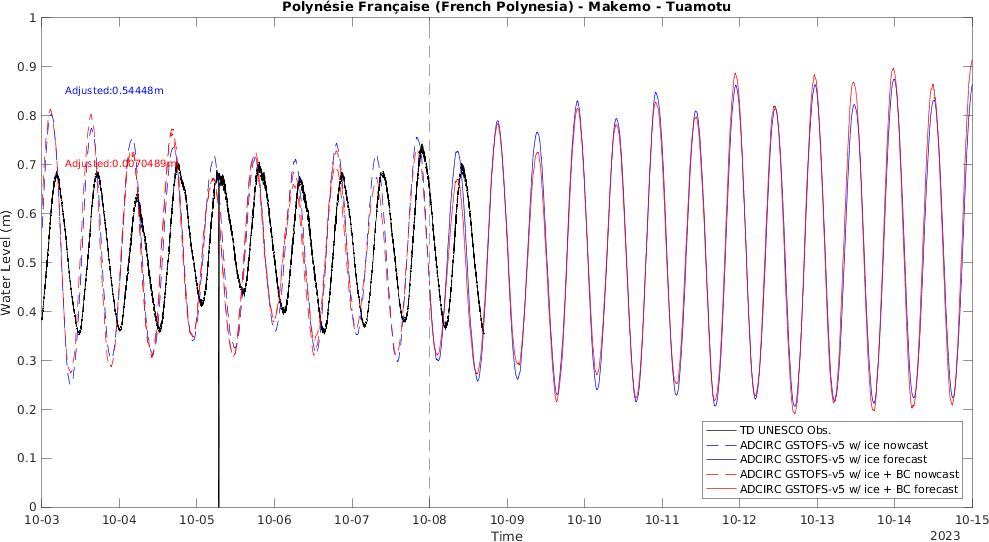 Polynésie Française (French Polynesia) - Makemo - Tuamotu
1
0.9
0.8
0.7
0.6
0.5
0.4
0.3
0.2
0.1
0
Water Level (m)
Adjusted:0.54448m
Adjusted:0.0070489m
TD UNESCO Obs.
ADCIRC GSTOFS-v5 w/ ice nowcast
ADCIRC GSTOFS-v5 w/ ice forecast
ADCIRC GSTOFS-v5 w/ ice + BC nowcast
ADCIRC GSTOFS-v5 w/ ice + BC forecast
10-03 10-04 10-05 10-06 10-07 10-08 10-09 10-10 10-11 10-12 10-13 10-14 10-15
Time
2023